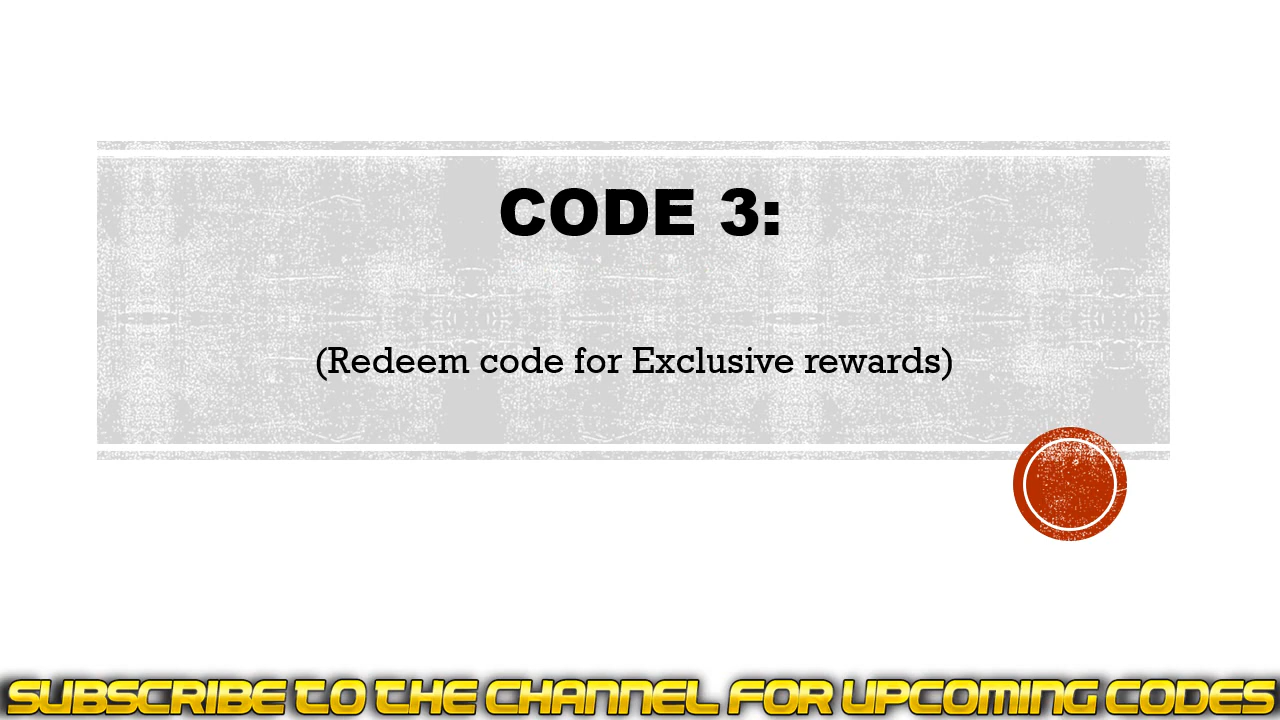 CODE 3:
(Redeem code for Exclusive rewards)
SUBSCRIBE TO THE CHANNEL FOR UPCOMING CODES